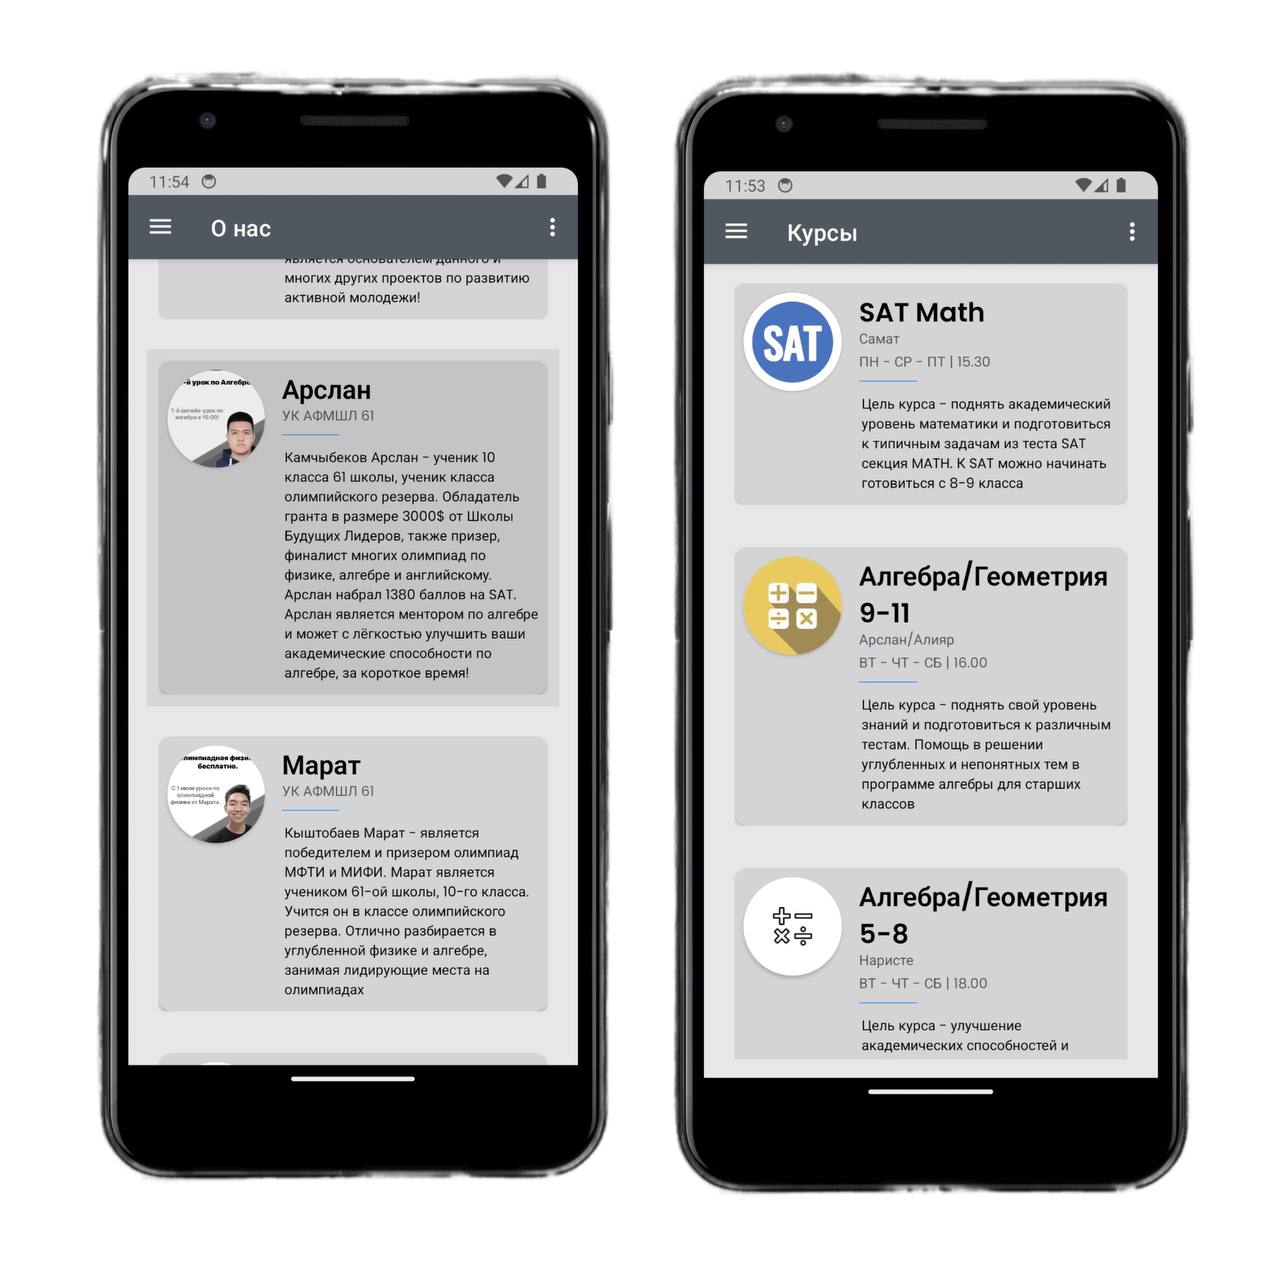 11:54
О нас
является основателем данного и
многих других проектов по развитию
активной молодежи!
-й урок по Алгебре
1-й онлайн-урок по
алгебра в 16:00!
Арслан
УК АФМШЛ 61
Камчыбеков Арслан - ученик 10
класса 61 школы, ученик класса
олимпийского резерва. Обладатель
гранта в размере 3000$ от Школы
Будущих Лидеров, также призер,
финалист многих олимпиад по
физике, алгебре и английскому.
Арслан набрал 1380 баллов на SAT.
Арслан является ментором по алгебре
и может с лёгкостью улучшить ваши
академические способности по
алгебре, за короткое время!
лимпиадная физи
бесплатно.
С 1 июля уроки по
олимпиадной
физике от Марата.
Марат
УК АФМШЛ 61
Кыштобаев Марат - является
победителем и призером олимпиад
МФТИ и МИФИ. Марат является
учеником 61-ой школы, 10-го класса.
Учится он в классе олимпийского
резерва. Отлично разбирается в
углубленной физике и алгебре,
занимая лидирующие места на
олимпиадах
11:53
Курсы
SAT
SAT Math
Самат
ПН - СР - ПТ | 15.30
Цель курса - поднять академический
уровень математики и подготовиться
к типичным задачам из теста SAT
секция MATH. К SAT можно начинать
готовиться с 8-9 класса
Алгебра/Геометрия
9-11
Арслан/Алияр
ВТ - ЧТ - СБ | 16.00
Цель курса - поднять свой уровень
знаний и подготовиться к различным
тестам. Помощь в решении
углубленных и непонятных тем в
программе алгебры для старших
классов
Алгебра/Геометрия
5-8
Наристе
ВТ - ЧТ - СБ | 18.00
Цель курса - улучшение
академических способностей и